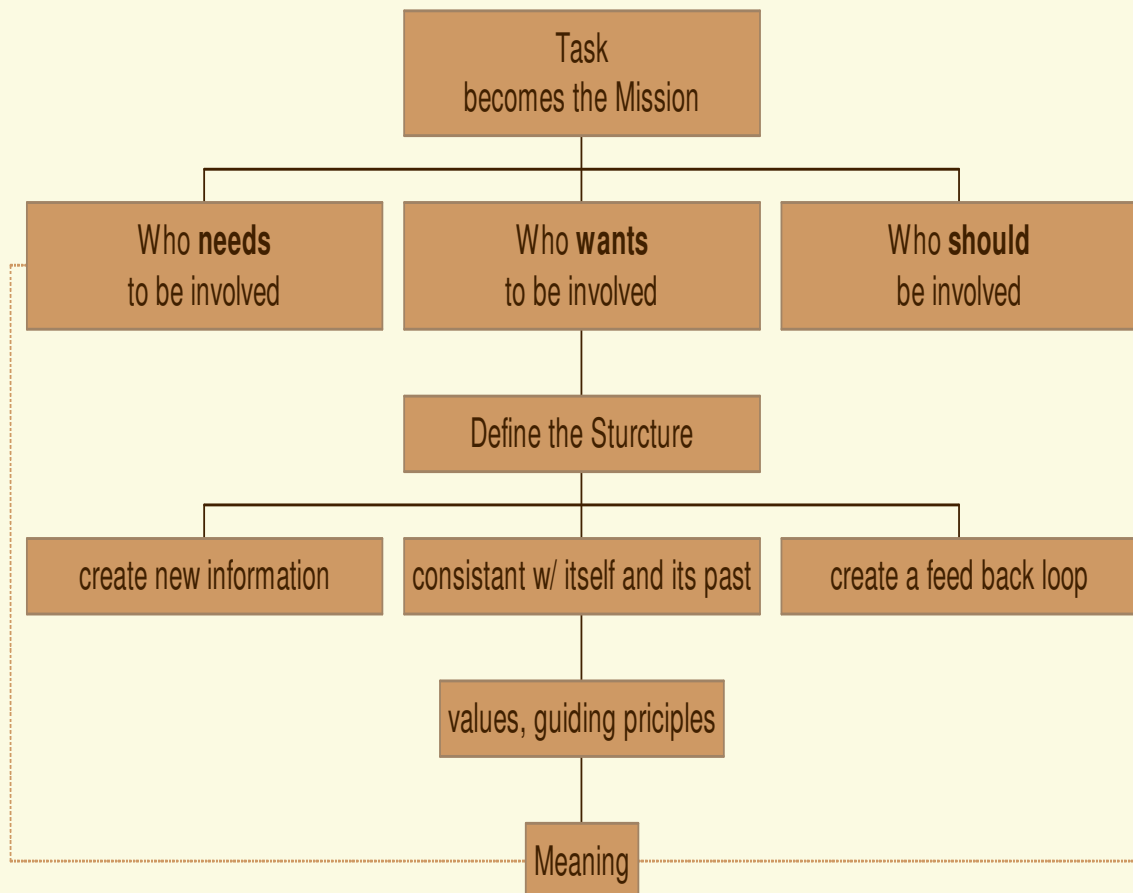 Task
becomes the Mission
Who needs
to be involved
Who wants
to be involved
Who should
be involved
Define the Sturcture
create new information
consistant w/ itself and its past
create a feed back loop
values, guiding priciples
Meaning